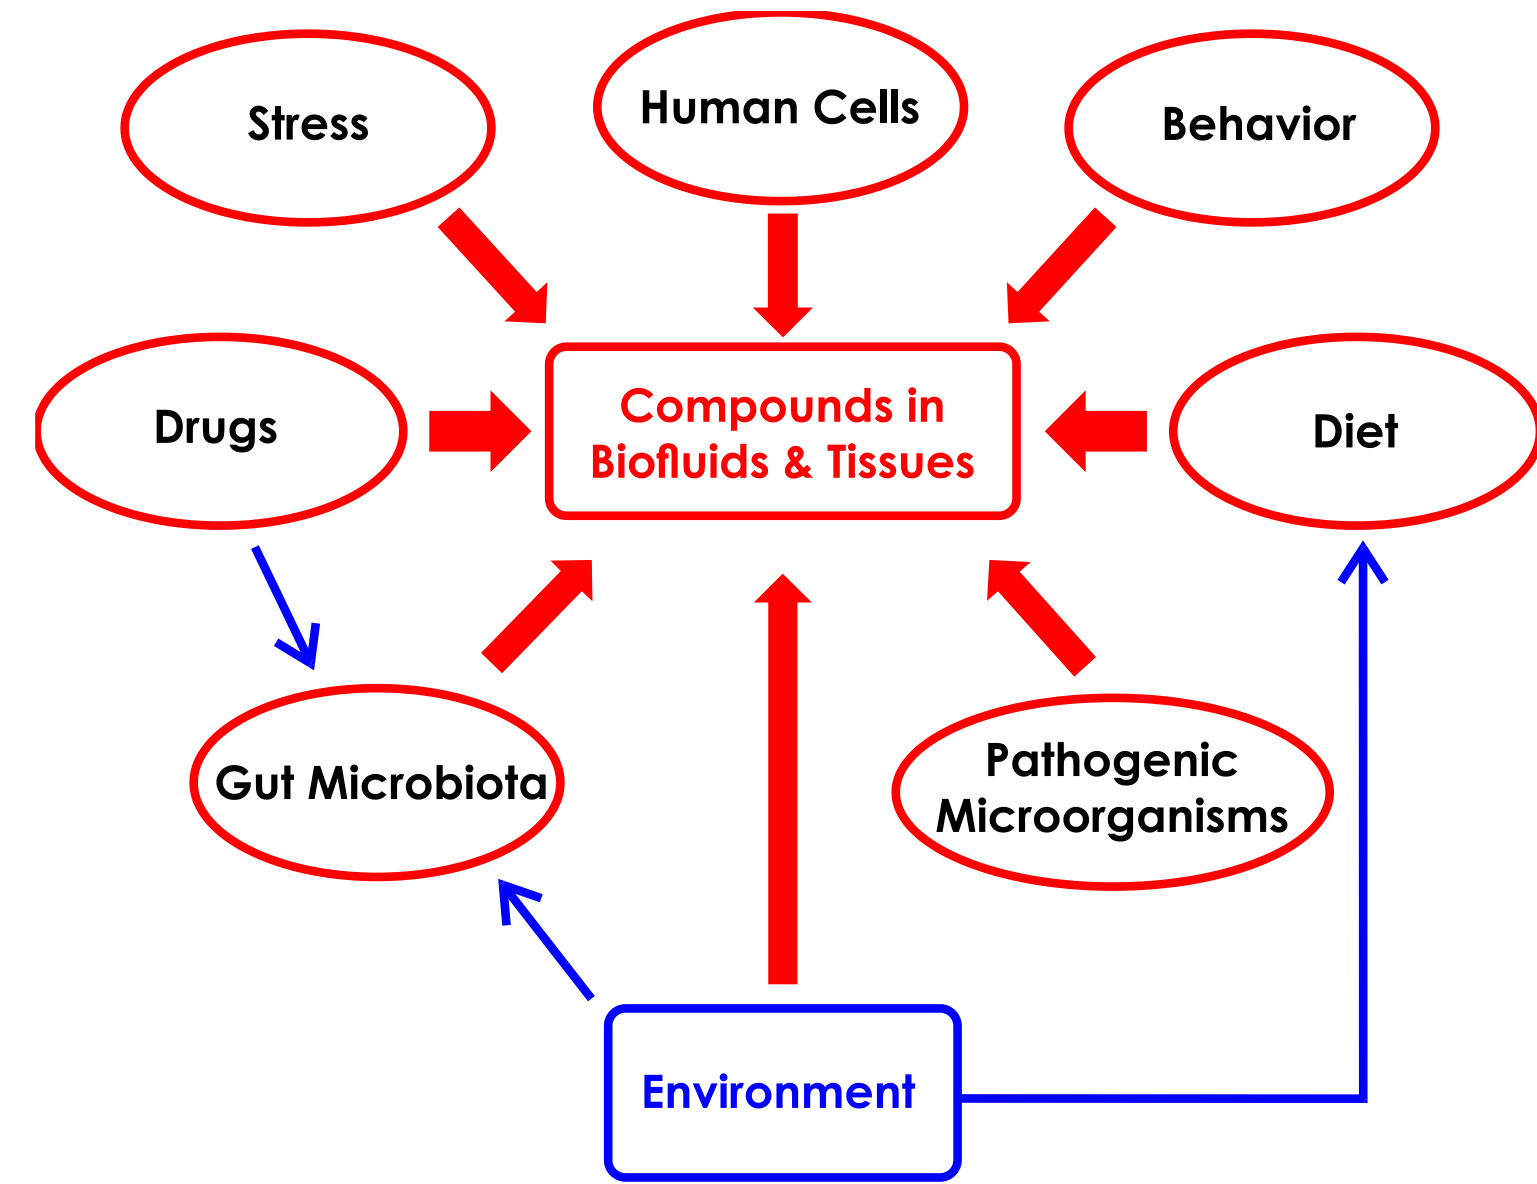 Stress
Human Cells
Behavior
Drugs
Compounds in
Biofluids & Tissues
Diet
Gut Microbiota
Pathogenic
Microorganisms
Environment